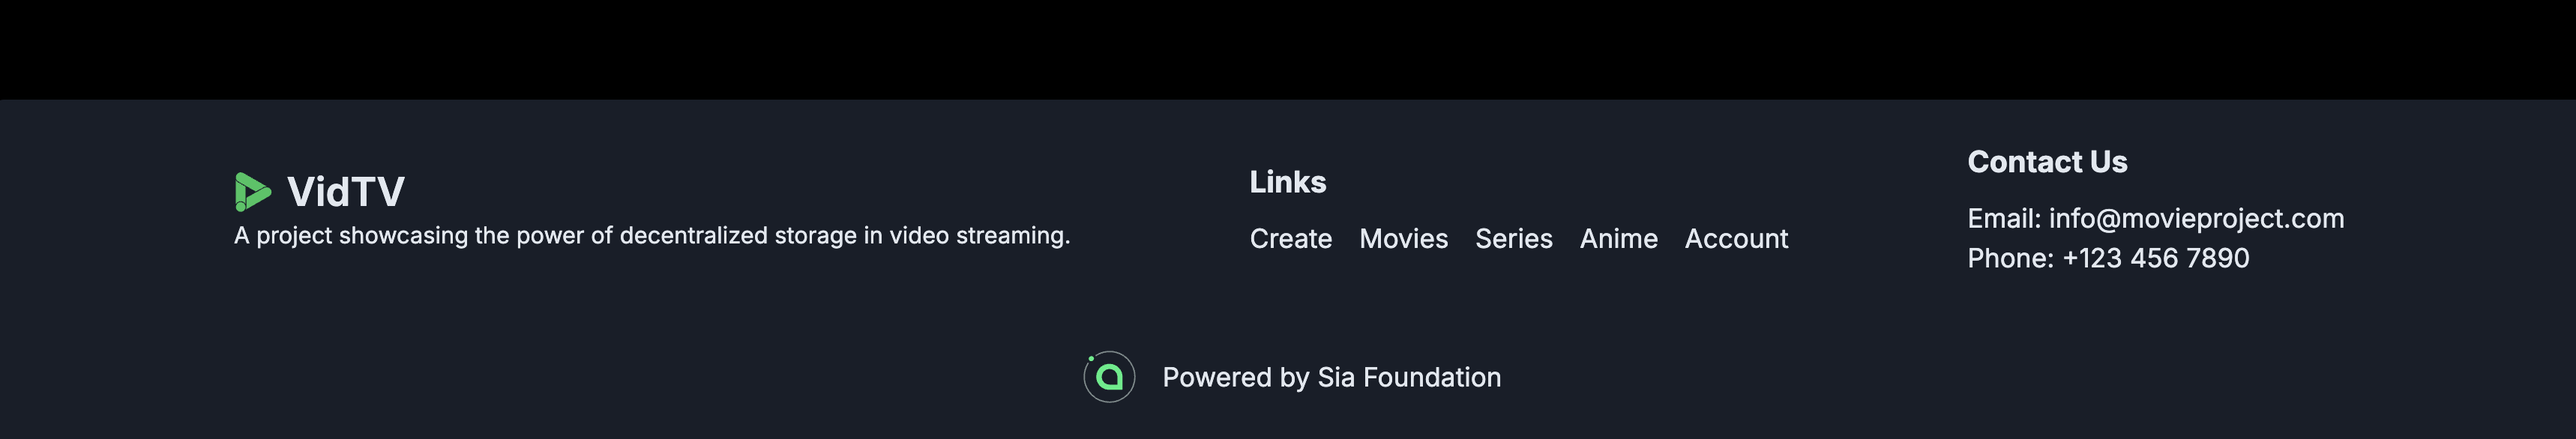 VidTV
A project showcasing the power of decentralized storage in video streaming.
Links
Create Movies Series Anime Account
Contact Us
Email: info@movieproject.com
Phone: +123 456 7890
Powered by Sia Foundation